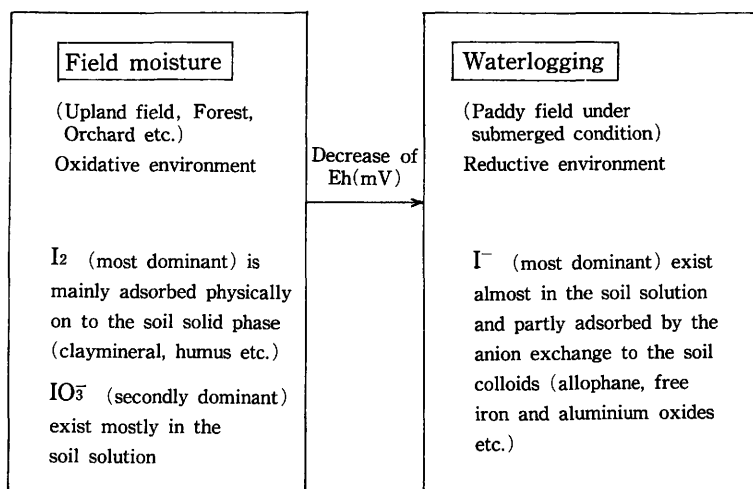 Field moisture
(Upland field, Forest,
Orchard etc.)
Oxidative environment
I₂ (most dominant) is
mainly adsorbed physically
on to the soil solid phase
(claymineral, humus etc.)
IO₃⁻ (secondly dominant)
exist mostly in the
soil solution
Decrease of
Eh(mV)
Waterlogging
(Paddy field under
submerged condition)
Reductive environment
I⁻ (most dominant) exist
almost in the soil solution
and partly adsorbed by the
anion exchange to the soil
colloids (allophane, free
iron and aluminium oxides
etc.)